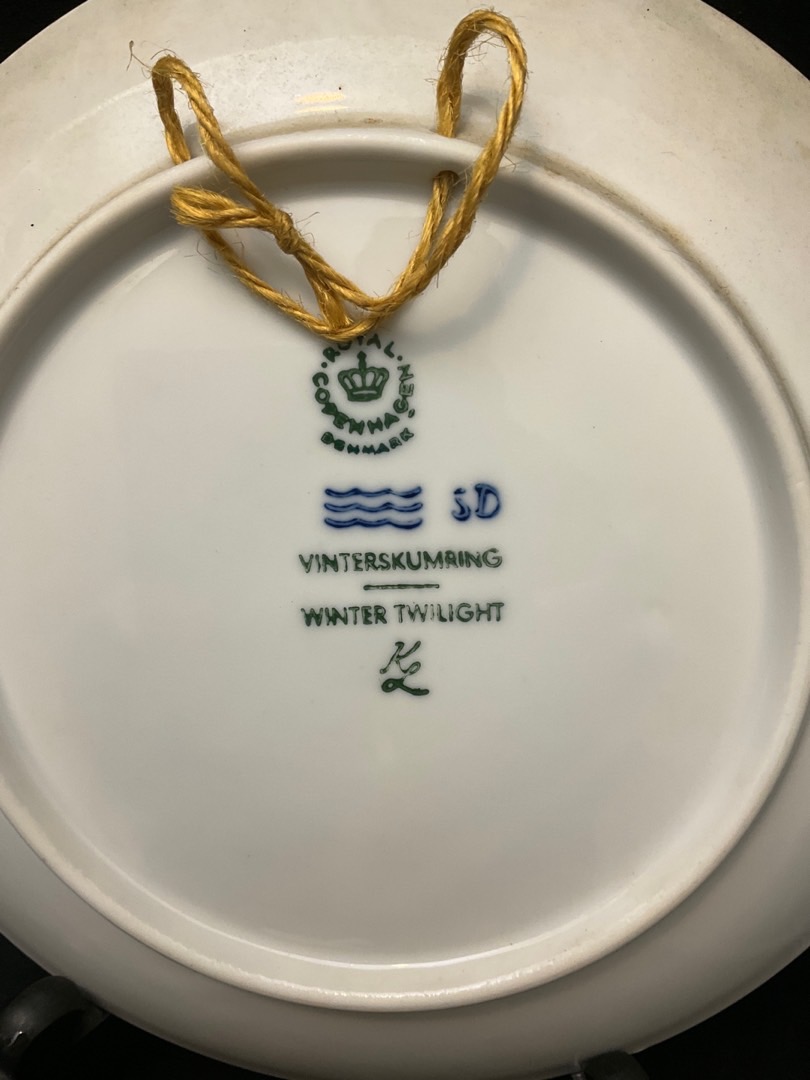 ROYAL
COPENHAGEN
DENMARK
SD
VINTERSKUMRING
WINTER TWILIGHT
KL